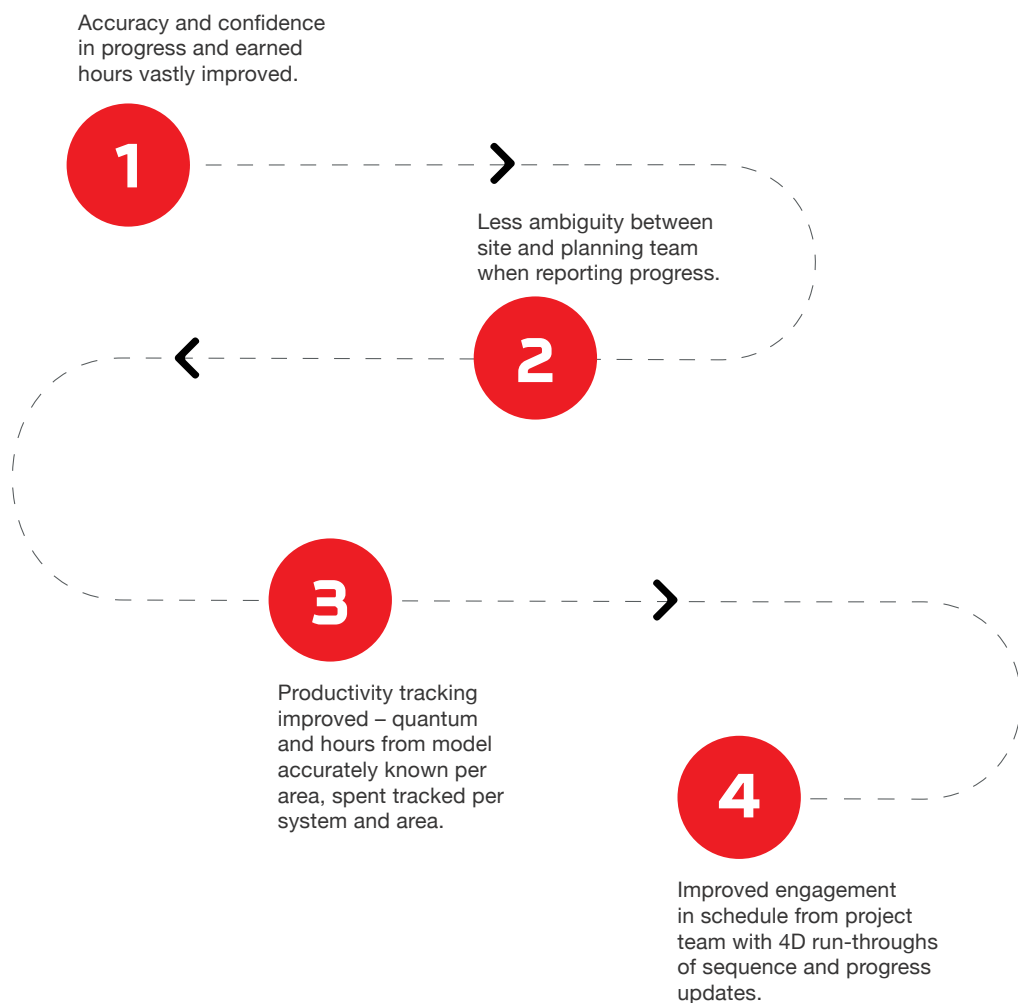 Accuracy and confidence
in progress and earned
hours vastly improved.
1
Less ambiguity between
site and planning team
when reporting progress.
2
3
Productivity tracking
improved – quantum
and hours from model
accurately known per
area, spent tracked per
system and area.
4
Improved engagement
in schedule from project
team with 4D run-throughs
of sequence and progress
updates.